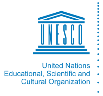 UNESCO
United Nations
Educational, Scientific and
Cultural Organization